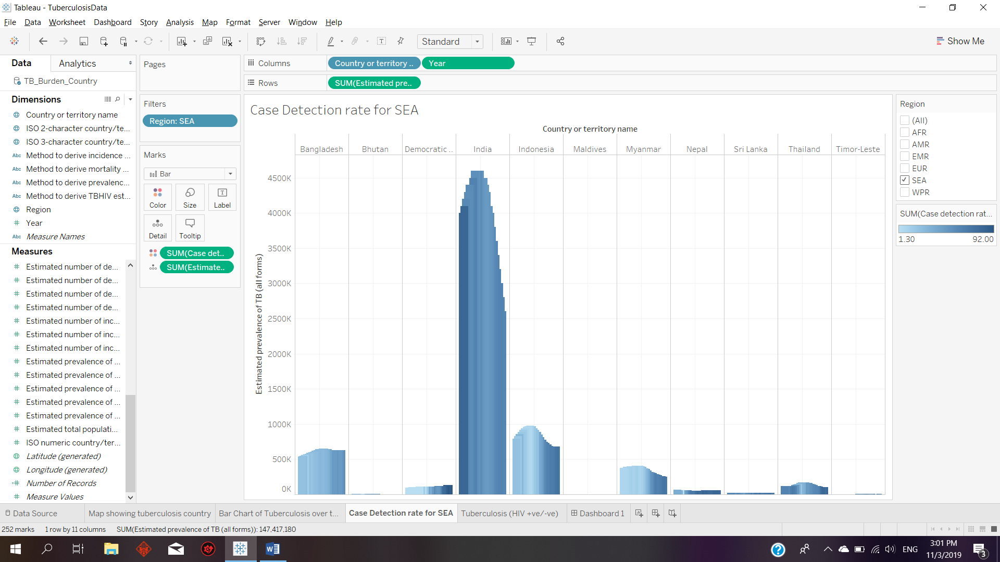 Tableau - TuberculosisData
File Data Worksheet Dashboard Story Analysis Map Format Server Window Help
Standard
Show Me
Data Analytics
TB_Burden_Country
Dimensions
Country or territory name
ISO 2-character country/te...
ISO 3-character country/te...
Abc Method to derive incidence ...
Abc Method to derive mortality ...
Abc Method to derive prevalenc...
Abc Method to derive TBHIV est...
Region
# Year
Abc Measure Names
Measures
# Estimated number of de...
# Estimated number of de...
# Estimated number of de...
# Estimated number of de...
# Estimated number of inc...
# Estimated number of inc...
# Estimated number of inc...
# Estimated prevalence of ...
# Estimated prevalence of ...
# Estimated prevalence of ...
# Estimated prevalence of ...
# Estimated prevalence of ...
# Estimated total populati...
# ISO numeric country/ter...
Latitude (generated)
Longitude (generated)
=# Number of Records
# Measure Values
Pages
Filters
Region: SEA
Marks
Bar
Color Size Label
Detail Tooltip
SUM(Case det..
SUM(Estimate..
Columns Country or territory .. Year
Rows SUM(Estimated pre..
Case Detection rate for SEA
Country or territory name
Bangladesh Bhutan Democratic .. India Indonesia Maldives Myanmar Nepal Sri Lanka Thailand Timor-Leste
Estimated prevalence of TB (all forms)
4500K
4000K
3500K
3000K
2500K
2000K
1500K
1000K
500K
0K
Region
(All)
AFR
AMR
EMR
EUR
SEA
WPR
SUM(Case detection rat...
1.30 92.00
Data Source Map showing tuberculosis country Bar Chart of Tuberculosis over t... Case Detection rate for SEA Tuberculosis (HIV +ve/-ve) Dashboard 1
252 marks 1 row by 11 columns SUM(Estimated prevalence of TB (all forms)): 147,417,180
ENG
3:01 PM
11/3/2019
3